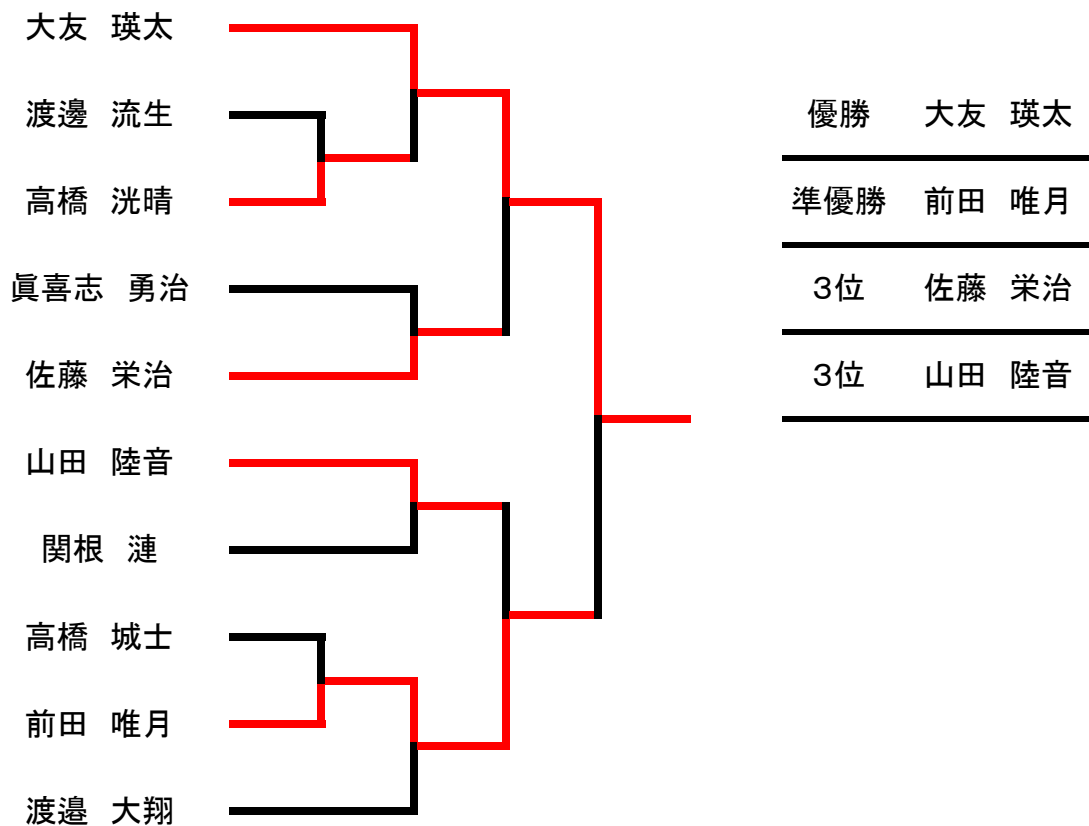 大友 瑛太
渡邊 流生
高橋 洸晴
眞喜志 勇治
佐藤 栄治
山田 陸音
関根 漣
高橋 城士
前田 唯月
渡邉 大翔
優勝 大友 瑛太
準優勝 前田 唯月
3位 佐藤 栄治
3位 山田 陸音